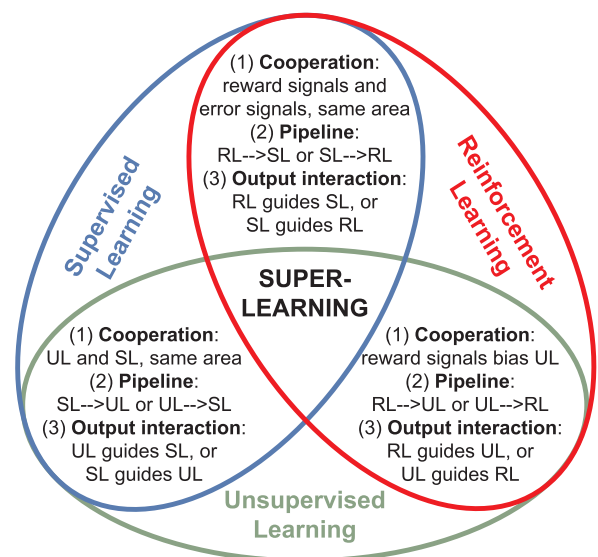 (1) Cooperation:
reward signals and
error signals, same area
(2) Pipeline:
RL-->SL or SL-->RL
(3) Output interaction:
RL guides SL, or
SL guides RL
Supervised
Learning
Reinforcement
Learning
SUPER-
LEARNING
(1) Cooperation:
UL and SL, same area
(2) Pipeline:
SL-->UL or UL-->SL
(3) Output interaction:
UL guides SL, or
SL guides UL
(1) Cooperation:
reward signals bias UL
(2) Pipeline:
RL-->UL or UL-->RL
(3) Output interaction:
RL guides UL, or
UL guides RL
Unsupervised
Learning